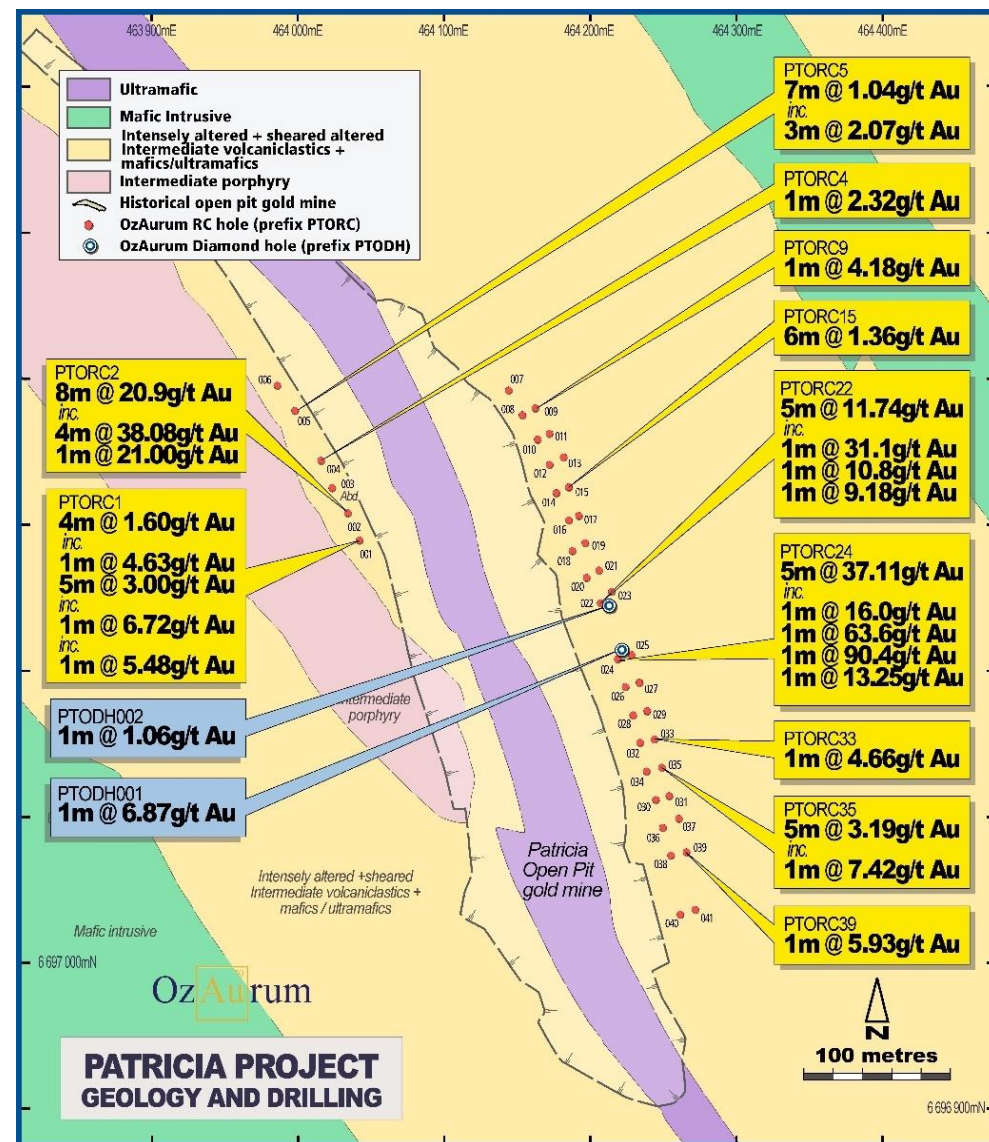 463 900mE
464 000mE
464 100mE
464 200mE
464 300mE
464 400mE
Ultramafic
Mafic Intrusive
Intensely altered + sheared altered
Intermediate volcaniclastics +
mafics/ultramafics
Intermediate porphyry
Historical open pit gold mine
OzAurum RC hole (prefix PTORC)
OzAurum Diamond hole (prefix PTODH)
PTORC5
7m @ 1.04g/t Au
inc.
3m @ 2.07g/t Au
PTORC4
1m @ 2.32g/t Au
PTORC9
1m @ 4.18g/t Au
PTORC15
6m @ 1.36g/t Au
PTORC22
5m @ 11.74g/t Au
inc.
1m @ 31.1g/t Au
1m @ 10.8g/t Au
1m @ 9.18g/t Au
PTORC24
5m @ 37.11g/t Au
inc.
1m @ 16.0g/t Au
1m @ 63.6g/t Au
1m @ 90.4g/t Au
1m @ 13.25g/t Au
PTORC33
1m @ 4.66g/t Au
PTORC35
5m @ 3.19g/t Au
inc.
1m @ 7.42g/t Au
PTORC39
1m @ 5.93g/t Au
PTORC2
8m @ 20.9g/t Au
inc.
4m @ 38.08g/t Au
1m @ 21.00g/t Au
PTORC1
4m @ 1.60g/t Au
inc.
1m @ 4.63g/t Au
5m @ 3.00g/t Au
inc.
1m @ 6.72g/t Au
inc.
1m @ 5.48g/t Au
PTODH002
1m @ 1.06g/t Au
PTODH001
1m @ 6.87g/t Au
006
005
004
003
Abd
002
001
007
008
009
010
011
012
013
014
015
016
017
018
019
020
021
022
023
024
025
026
027
028
029
032
033
034
035
030
031
036
037
038
039
040
041
Intermediate
porphyry
Patricia
Open Pit
gold mine
Intensely altered +sheared
Intermediate volcaniclastics +
mafics / ultramafics
Mafic intrusive
6 697 000mN
OzAurum
PATRICIA PROJECT
GEOLOGY AND DRILLING
N
100 metres
6 696 900mN